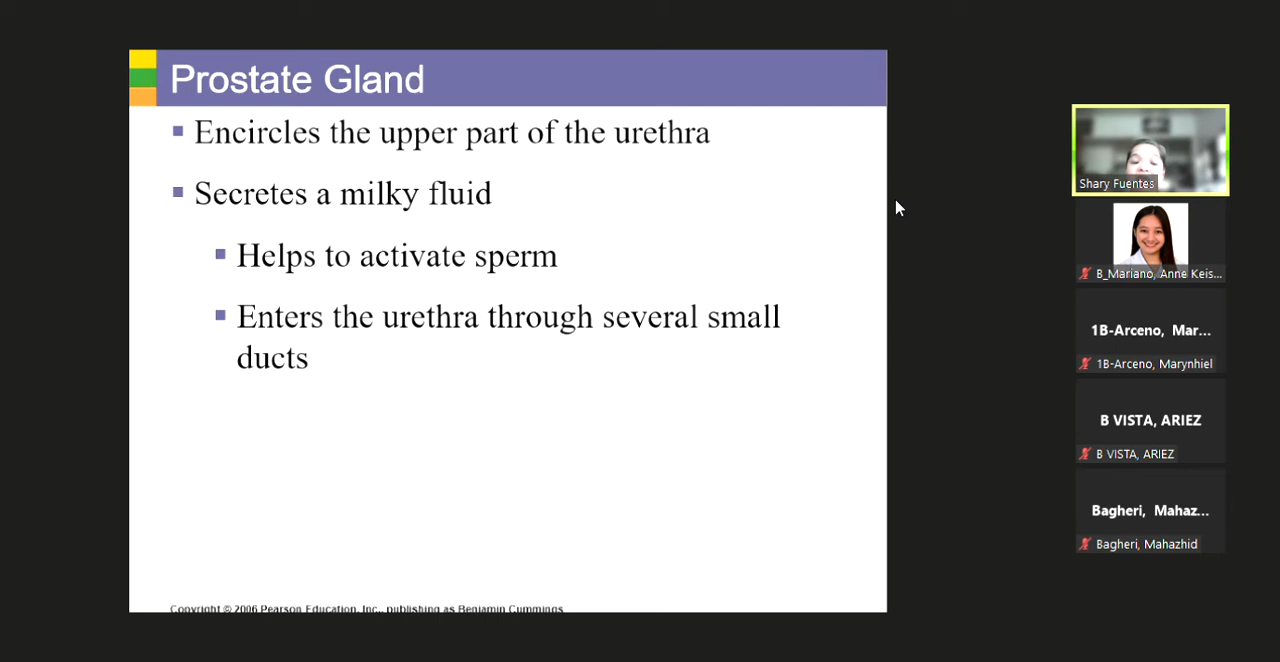 Prostate Gland
Encircles the upper part of the urethra
Secretes a milky fluid
Helps to activate sperm
Enters the urethra through several small
ducts
Copyright © 2006 Pearson Education, Inc., publishing as Benjamin Cummings
Shary Fuentes
B_Mariano, Anne Keis...
1B-Arceno, Mar...
1B-Arceno, Marynhiel
B VISTA, ARIEZ
B VISTA, ARIEZ
Bagheri, Mahaz...
Bagheri, Mahazhid